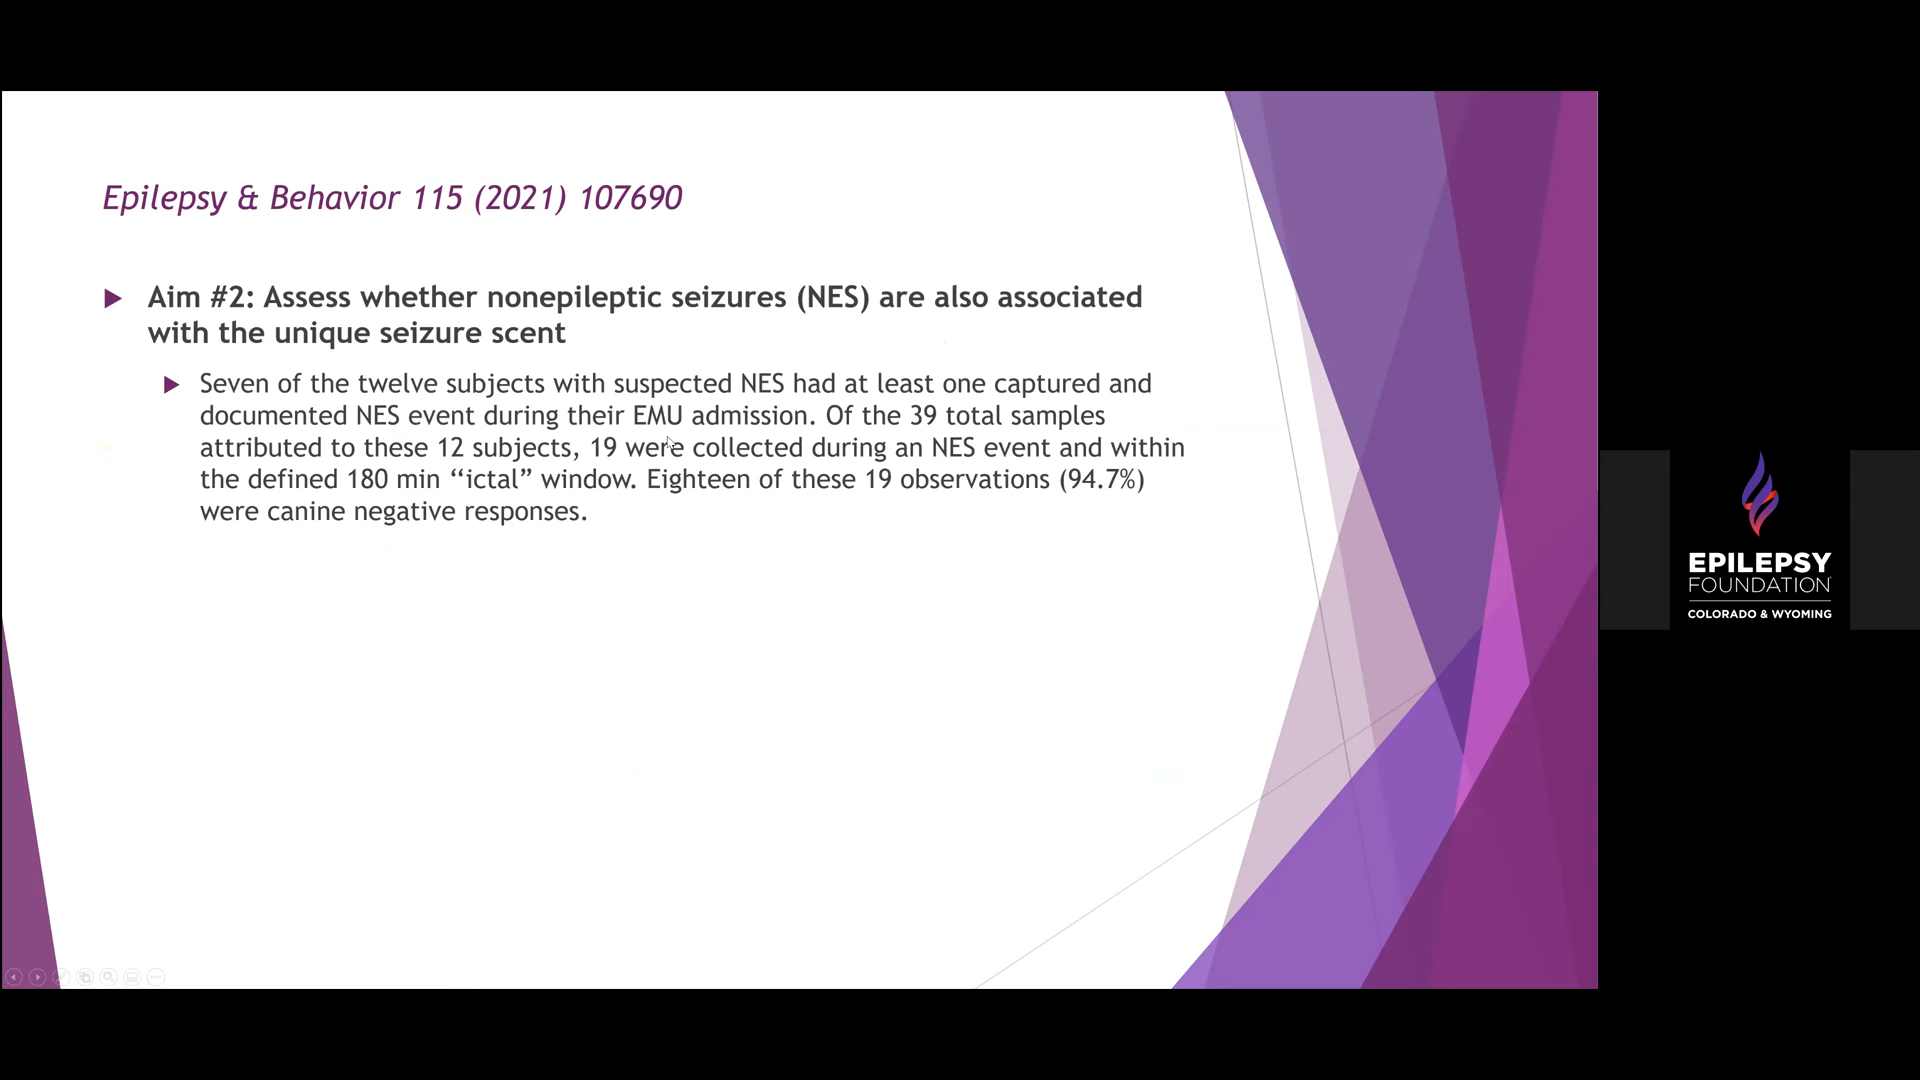 Epilepsy & Behavior 115 (2021) 107690
Aim #2: Assess whether nonepileptic seizures (NES) are also associated
with the unique seizure scent
Seven of the twelve subjects with suspected NES had at least one captured and
documented NES event during their EMU admission. Of the 39 total samples
attributed to these 12 subjects, 19 were collected during an NES event and within
the defined 180 min “ictal” window. Eighteen of these 19 observations (94.7%)
were canine negative responses.
EPILEPSY
FOUNDATION
COLORADO & WYOMING